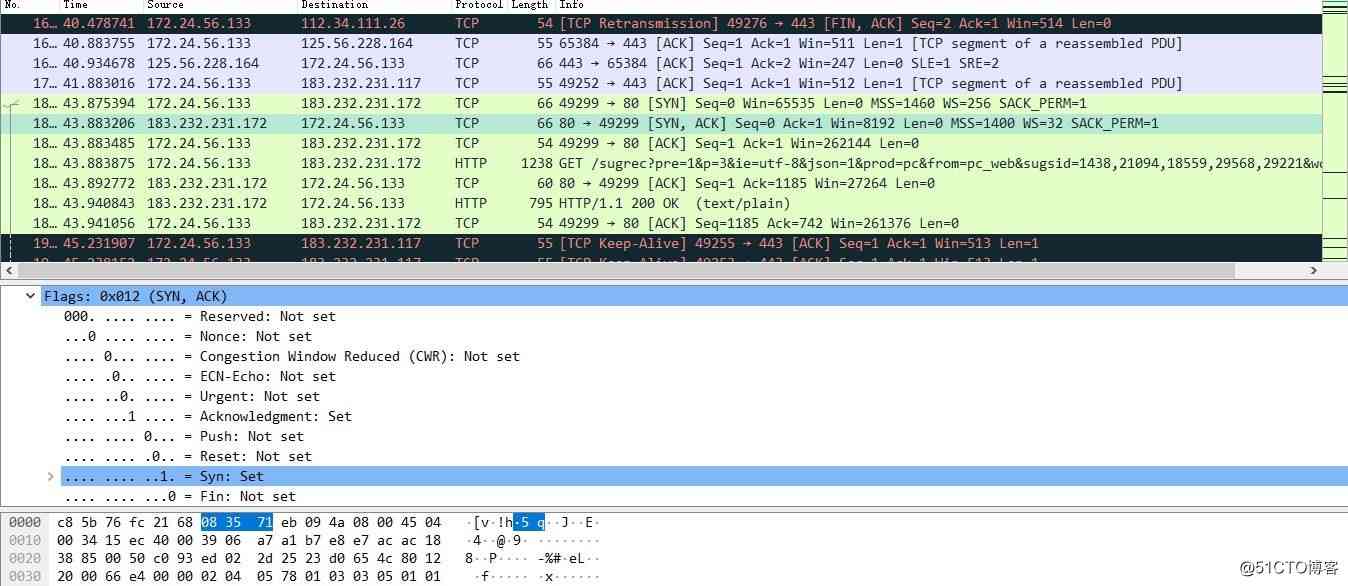 No. Time Source Destination Protocol Length Info
16… 40.478741 172.24.56.133 112.34.111.26 TCP 54 [TCP Retransmission] 49276 → 443 [FIN, ACK] Seq=2 Ack=1 Win=514 Len=0
16… 40.883755 172.24.56.133 125.56.228.164 TCP 55 65384 → 443 [ACK] Seq=1 Ack=1 Win=511 Len=1 [TCP segment of a reassembled PDU]
16… 40.934678 125.56.228.164 172.24.56.133 TCP 66 443 → 65384 [ACK] Seq=1 Ack=2 Win=247 Len=0 SLE=1 SRE=2
17… 41.883016 172.24.56.133 183.232.231.117 TCP 55 49252 → 443 [ACK] Seq=1 Ack=1 Win=512 Len=1 [TCP segment of a reassembled PDU]
18… 43.875394 172.24.56.133 183.232.231.172 TCP 66 49299 → 80 [SYN] Seq=0 Win=65535 Len=0 MSS=1460 WS=256 SACK_PERM=1
18… 43.883206 183.232.231.172 172.24.56.133 TCP 66 80 → 49299 [SYN, ACK] Seq=0 Ack=1 Win=8192 Len=0 MSS=1400 WS=32 SACK_PERM=1
18… 43.883485 172.24.56.133 183.232.231.172 TCP 54 49299 → 80 [ACK] Seq=1 Ack=1 Win=262144 Len=0
18… 43.883875 172.24.56.133 183.232.231.172 HTTP 1238 GET /sugrec?pre=1&p=3&ie=utf-8&json=1&prod=pc&from=pc_web&sugsid=1438,21094,18559,29568,29221&wo
18… 43.892772 183.232.231.172 172.24.56.133 TCP 60 80 → 49299 [ACK] Seq=1 Ack=1185 Win=27264 Len=0
18… 43.940843 183.232.231.172 172.24.56.133 HTTP 795 HTTP/1.1 200 OK (text/plain)
18… 43.941056 172.24.56.133 183.232.231.172 TCP 54 49299 → 80 [ACK] Seq=1185 Ack=742 Win=261376 Len=0
19… 45.231907 172.24.56.133 183.232.231.117 TCP 55 [TCP Keep-Alive] 49255 → 443 [ACK] Seq=1 Ack=1 Win=513 Len=1
Flags: 0x012 (SYN, ACK)
000. .... .... = Reserved: Not set
...0 .... .... = Nonce: Not set
.... 0... .... = Congestion Window Reduced (CWR): Not set
.... .0.. .... = ECN-Echo: Not set
.... ..0. .... = Urgent: Not set
.... ...1 .... = Acknowledgment: Set
.... .... 0... = Push: Not set
.... .... .0.. = Reset: Not set
.... .... ..1. = Syn: Set
.... .... ...0 = Fin: Not set
0000 c8 5b 76 fc 21 68 08 35 71 eb 09 4a 08 00 45 04 ·[v·!h·5 q··J··E·
0010 00 34 15 ec 40 00 39 06 a7 a1 b7 e8 e7 ac ac 18 ·4··@·9· ········
0020 38 85 00 50 c0 93 ed 02 2d 25 23 d0 65 4c 80 12 8··P···· -%#·eL··
0030 20 00 66 e4 00 00 02 04 05 78 01 03 03 05 01 01 ·f····· ·x······
@51CTO博客